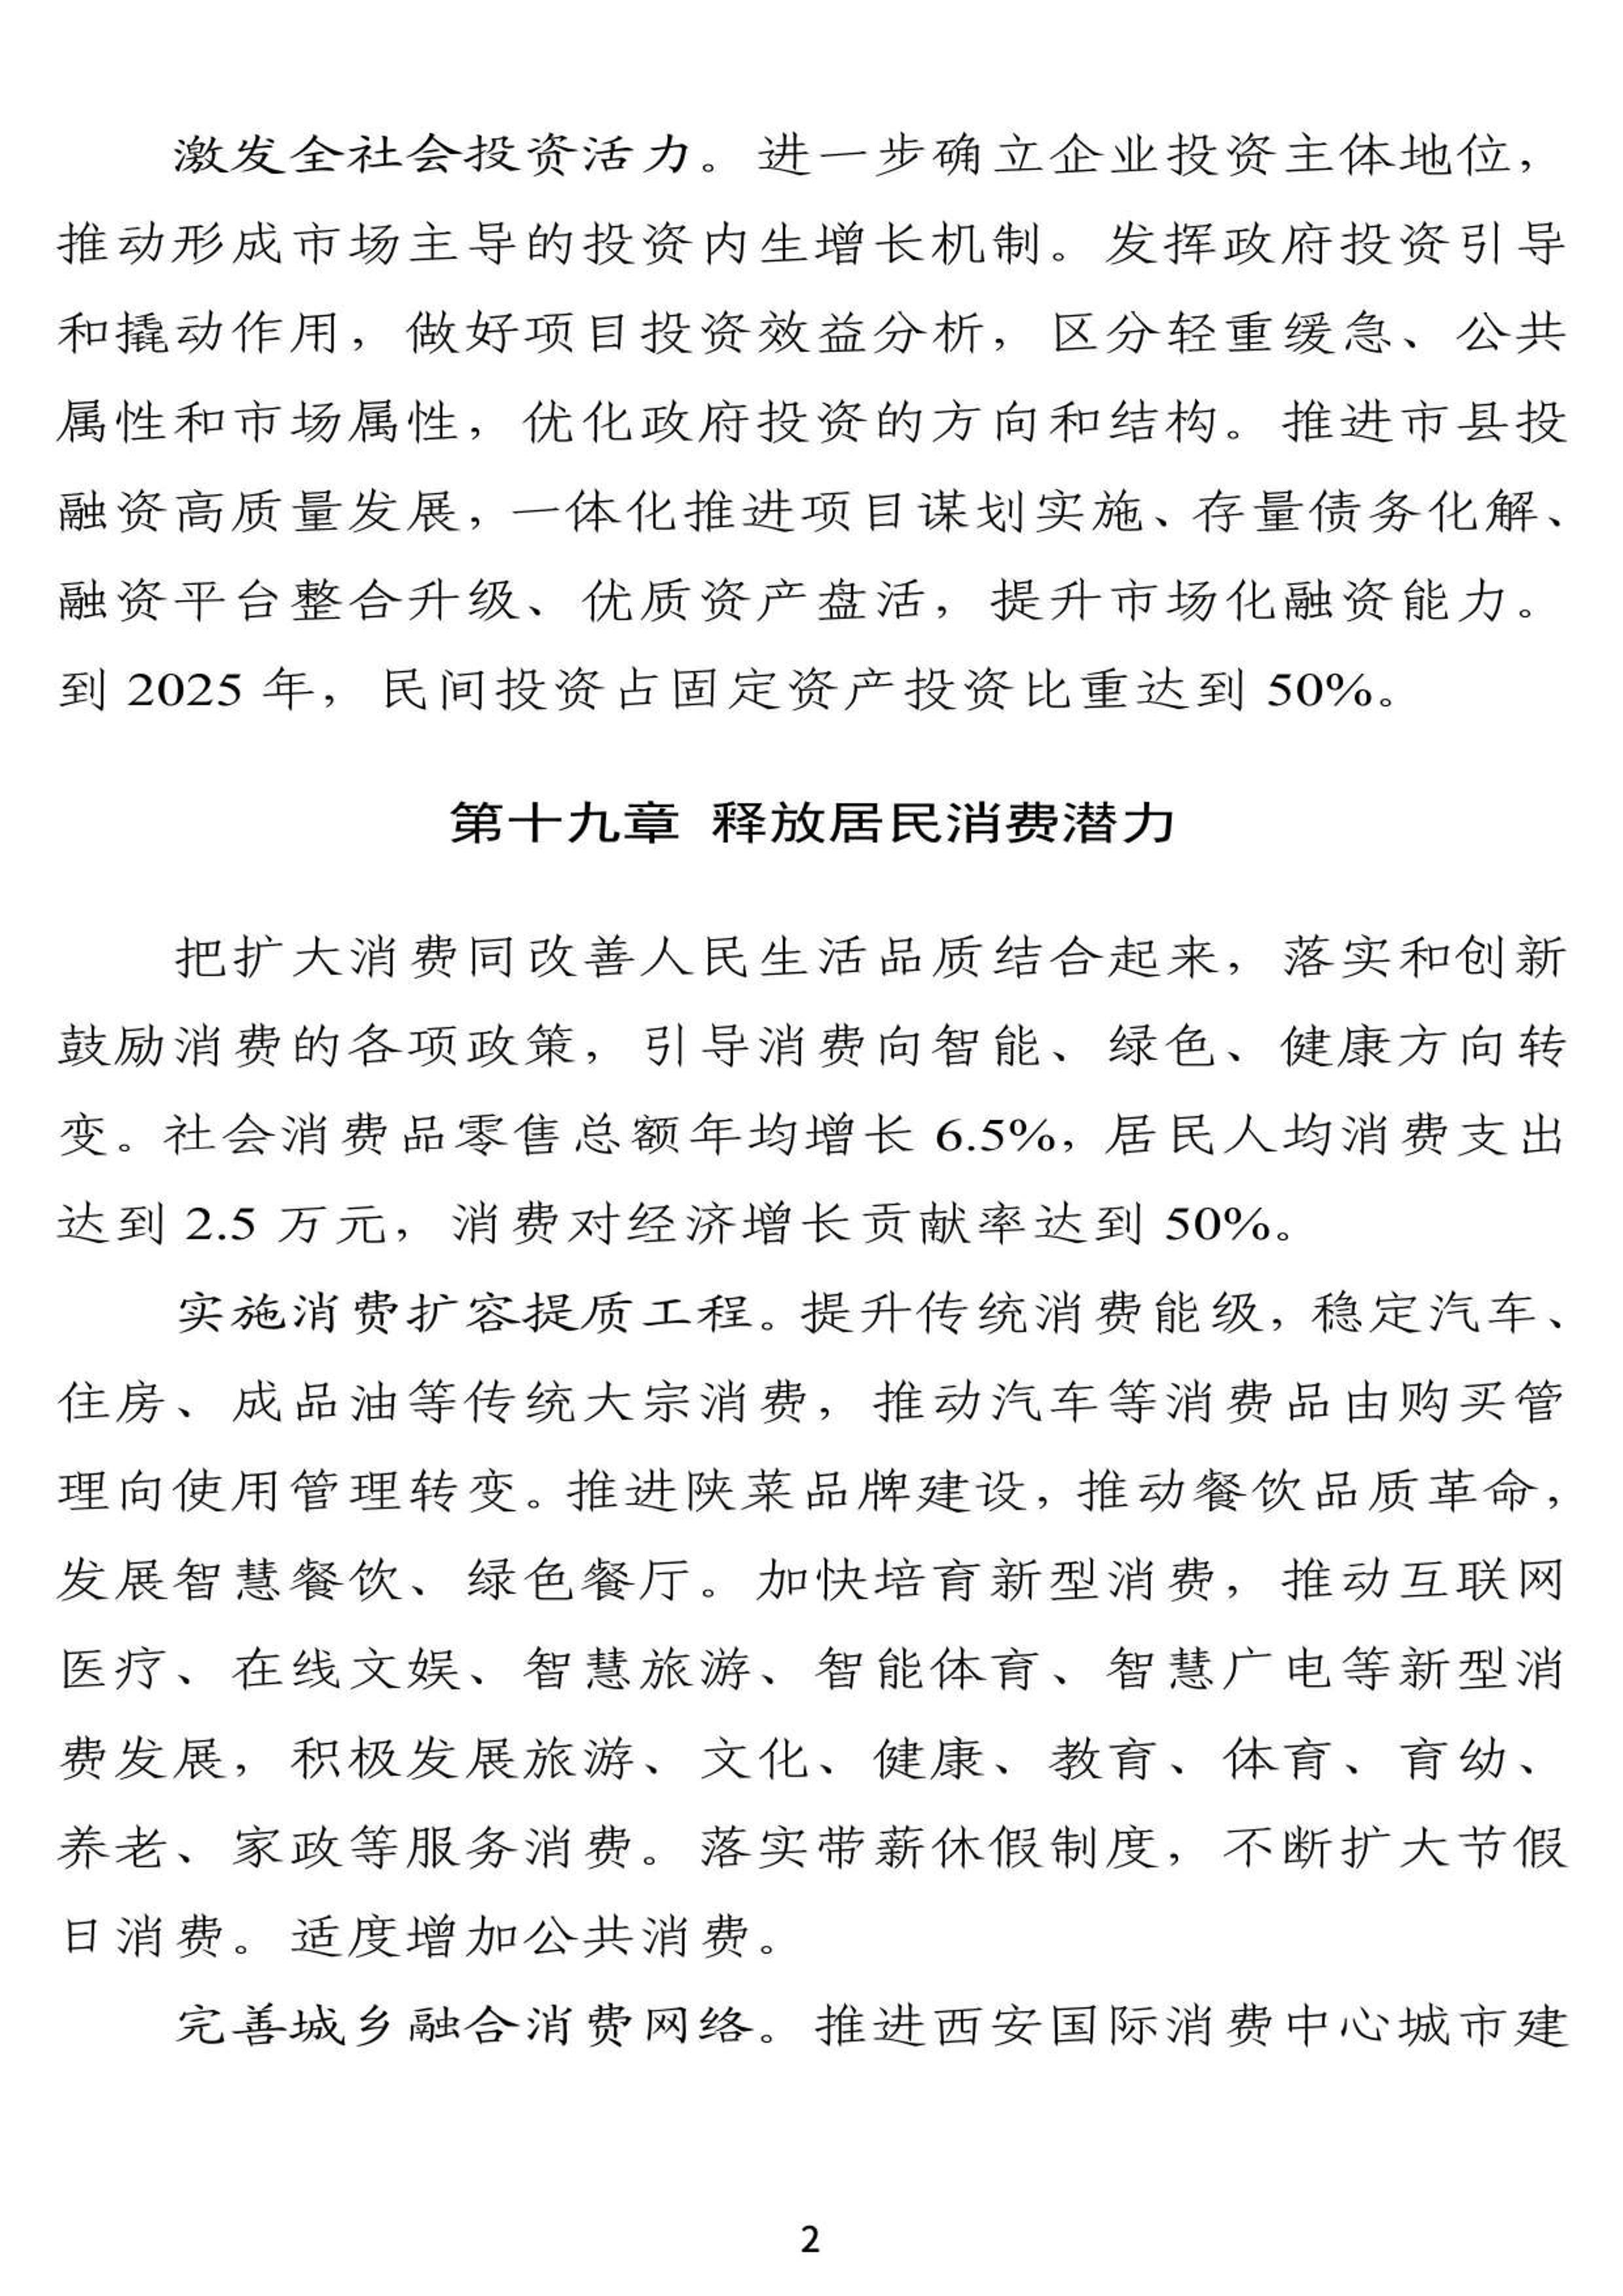 激发全社会投资活力。进一步确立企业投资主体地位，
推动形成市场主导的投资内生增长机制。发挥政府投资引导
和撬动作用，做好项目投资效益分析，区分轻重缓急、公共
属性和市场属性，优化政府投资的方向和结构。推进市县投
融资高质量发展，一体化推进项目谋划实施、存量债务化解、
融资平台整合升级、优质资产盘活，提升市场化融资能力。
到 2025 年，民间投资占固定资产投资比重达到 50%。
第十九章 释放居民消费潜力
把扩大消费同改善人民生活品质结合起来，落实和创新
鼓励消费的各项政策，引导消费向智能、绿色、健康方向转
变。社会消费品零售总额年均增长 6.5%，居民人均消费支出
达到 2.5 万元，消费对经济增长贡献率达到 50%。
实施消费扩容提质工程。提升传统消费能级，稳定汽车、
住房、成品油等传统大宗消费，推动汽车等消费品由购买管
理向使用管理转变。推进陕菜品牌建设，推动餐饮品质革命，
发展智慧餐饮、绿色餐厅。加快培育新型消费，推动互联网
医疗、在线文娱、智慧旅游、智能体育、智慧广电等新型消
费发展，积极发展旅游、文化、健康、教育、体育、育幼、
养老、家政等服务消费。落实带薪休假制度，不断扩大节假
日消费。适度增加公共消费。
完善城乡融合消费网络。推进西安国际消费中心城市建
2